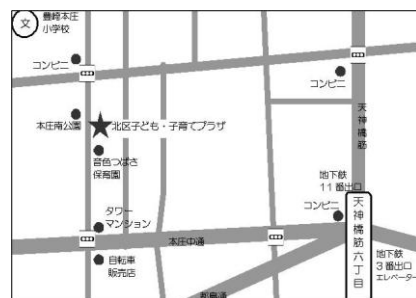 文
豊崎本庄
小学校
コンビニ
コンビニ
本庄南公園
北区子ども・子育てプラザ
音色つばさ
保育園
天神橋筋
地下鉄
11番出口
コンビニ
タワー
マンション
本庄中通
天神橋筋六丁目
自転車
販売店
地下鉄
3番出口
エレベーター
都島通